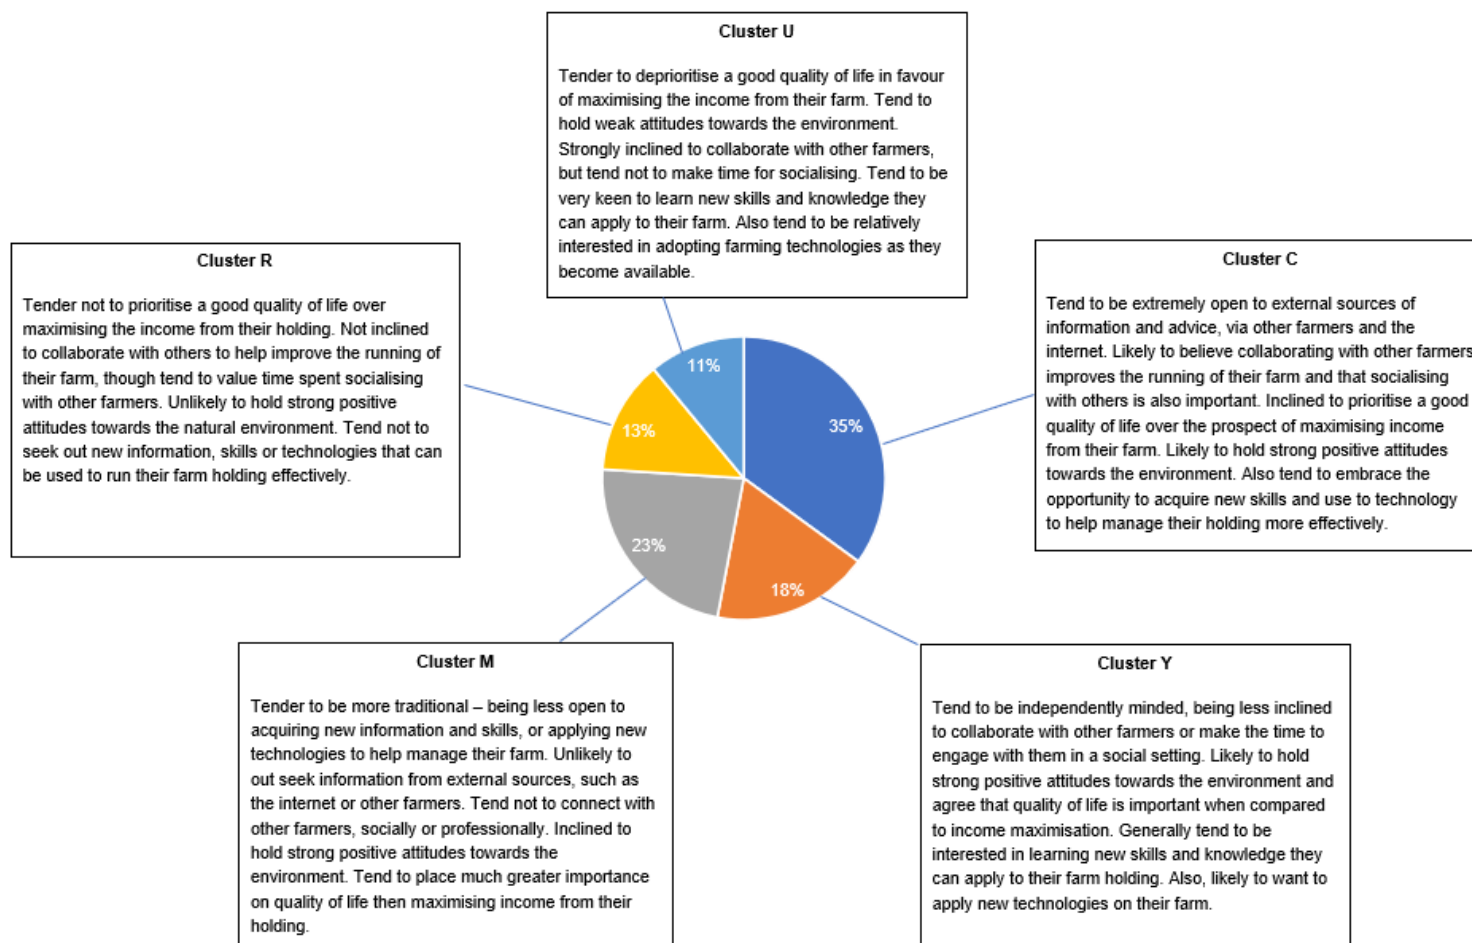 Cluster U
Tender to deprioritise a good quality of life in favour
of maximising the income from their farm. Tend to
hold weak attitudes towards the environment.
Strongly inclined to collaborate with other farmers,
but tend not to make time for socialising. Tend to be
very keen to learn new skills and knowledge they
can apply to their farm. Also tend to be relatively
interested in adopting farming technologies as they
become available.
Cluster R
Tender not to prioritise a good quality of life over
maximising the income from their holding. Not inclined
to collaborate with others to help improve the running of
their farm, though tend to value time spent socialising
with other farmers. Unlikely to hold strong positive
attitudes towards the natural environment. Tend not to
seek out new information, skills or technologies that can
be used to run their farm holding effectively.
Cluster C
Tend to be extremely open to external sources of
information and advice, via other farmers and the
internet. Likely to believe collaborating with other farmers
improves the running of their farm and that socialising
with others is also important. Inclined to prioritise a good
quality of life over the prospect of maximising income
from their farm. Likely to hold strong positive attitudes
towards the environment. Also tend to embrace the
opportunity to acquire new skills and use to technology
to help manage their holding more effectively.
11%
35%
13%
23%
18%
Cluster M
Tender to be more traditional – being less open to
acquiring new information and skills, or applying new
technologies to help manage their farm. Unlikely to
out seek information from external sources, such as
the internet or other farmers. Tend not to connect with
other farmers, socially or professionally. Inclined to
hold strong positive attitudes towards the
environment. Tend to place much greater importance
on quality of life then maximising income from their
holding.
Cluster Y
Tend to be independently minded, being less inclined
to collaborate with other farmers or make the time to
engage with them in a social setting. Likely to hold
strong positive attitudes towards the environment and
agree that quality of life is important when compared
to income maximisation. Generally tend to be
interested in learning new skills and knowledge they
can apply to their farm holding. Also, likely to want to
apply new technologies on their farm.